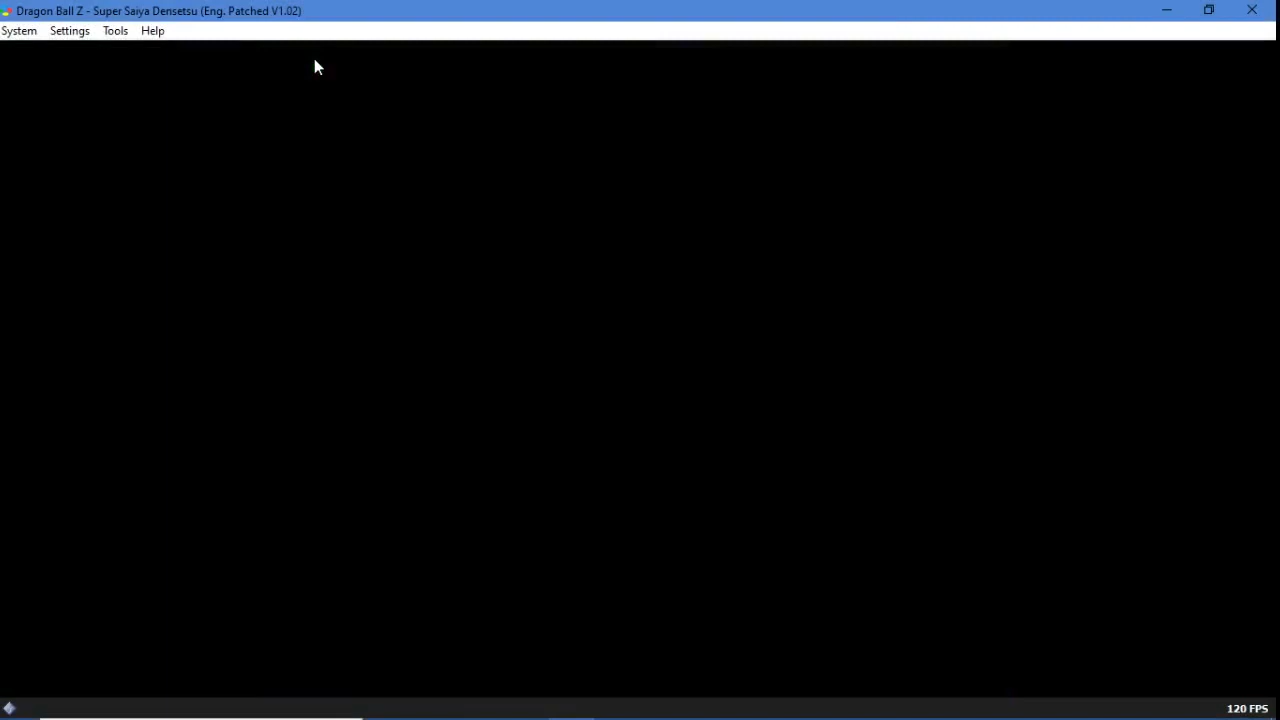 Dragon Ball Z - Super Saiya Densetsu (Eng. Patched V1.02)
System Settings Tools Help
120 FPS